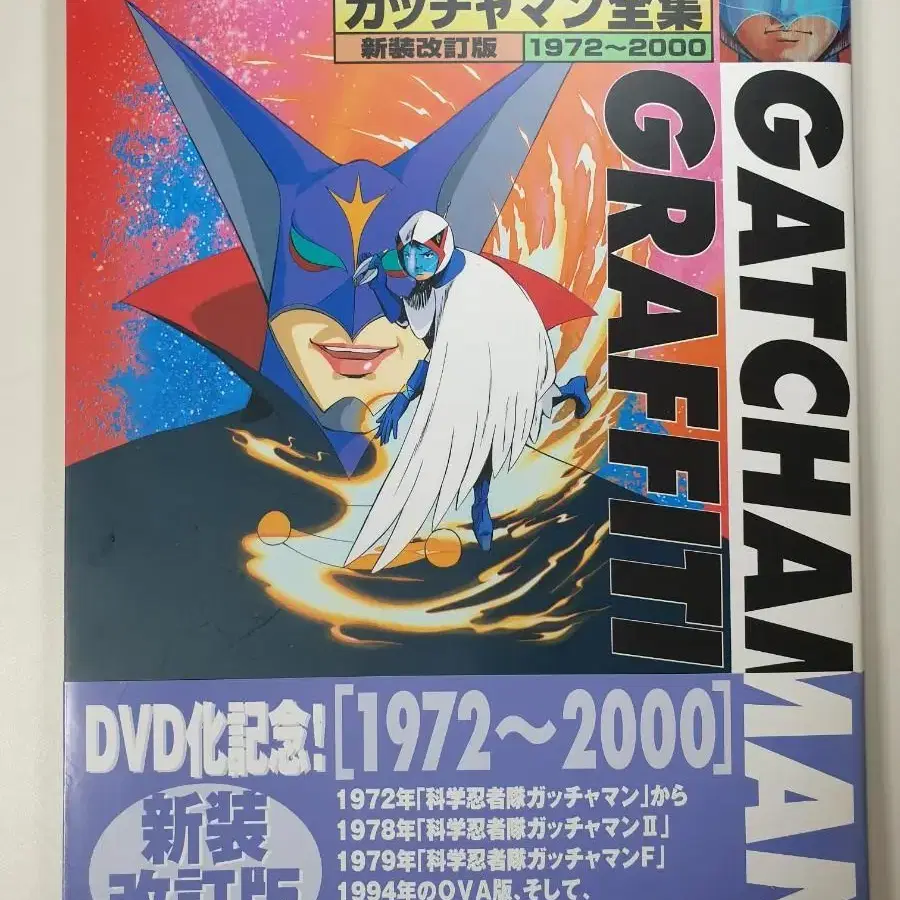 ガッチャマン全集
新装改訂版
1972〜2000
GATCHAMAN
GRAFFITI
DVD化記念!
[1972〜2000]
新装
改訂版
1972年「科学忍者隊ガッチャマン」から
1978年「科学忍者隊ガッチャマンⅡ」
1979年「科学忍者隊ガッチャマンF」
1994年のOVA版、そして、